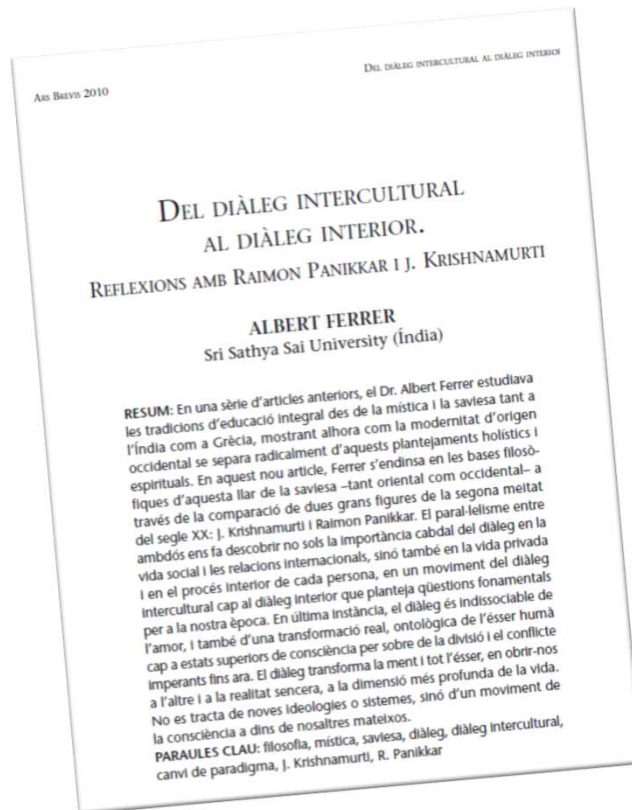 ARS BREVIS 2010
DEL DIÀLEG INTERCULTURAL AL DIÀLEG INTERIOR
DEL DIÀLEG INTERCULTURAL
AL DIÀLEG INTERIOR.
REFLEXIONS AMB RAIMON PANIKKAR I J. KRISHNAMURTI
ALBERT FERRER
Sri Sathya Sai University (Índia)
RESUM: En una sèrie d'articles anteriors, el Dr. Albert Ferrer estudiava
les tradicions d'educació integral des de la mística i la saviesa tant a
l'Índia com a Grècia, mostrant alhora com la modernitat d'origen
occidental se separa radicalment d'aquests plantejaments holístics i
espirituals. En aquest nou article, Ferrer s'endinsa en les bases filosò-
fiques d'aquesta llar de la saviesa –tant oriental com occidental– a
través de la comparació de dues grans figures de la segona meitat
del segle XX: J. Krishnamurti i Raimon Panikkar. El paral·lelisme entre
ambdós ens fa descobrir no sols la importància cabdal del diàleg en la
vida social i les relacions internacionals, sinó també en la vida privada
i en el procés interior de cada persona, en un moviment del diàleg
intercultural cap al diàleg interior que planteja qüestions fonamentals
per a la nostra època. En última instància, el diàleg és indissociable de
l'amor, i també d'una transformació real, ontològica de l'ésser humà
cap a estats superiors de consciència per sobre de la divisió i el conflicte
imperants fins ara. El diàleg transforma la ment i tot l'ésser, en obrir-nos
a l'altre i a la realitat sencera, a la dimensió més profunda de la vida.
No es tracta de noves ideologies o sistemes, sinó d'un moviment de
la consciència a dins de nosaltres mateixos.
PARAULES CLAU: filosofia, mística, saviesa, diàleg, diàleg intercultural,
canvi de paradigma, J. Krishnamurti, R. Panikkar